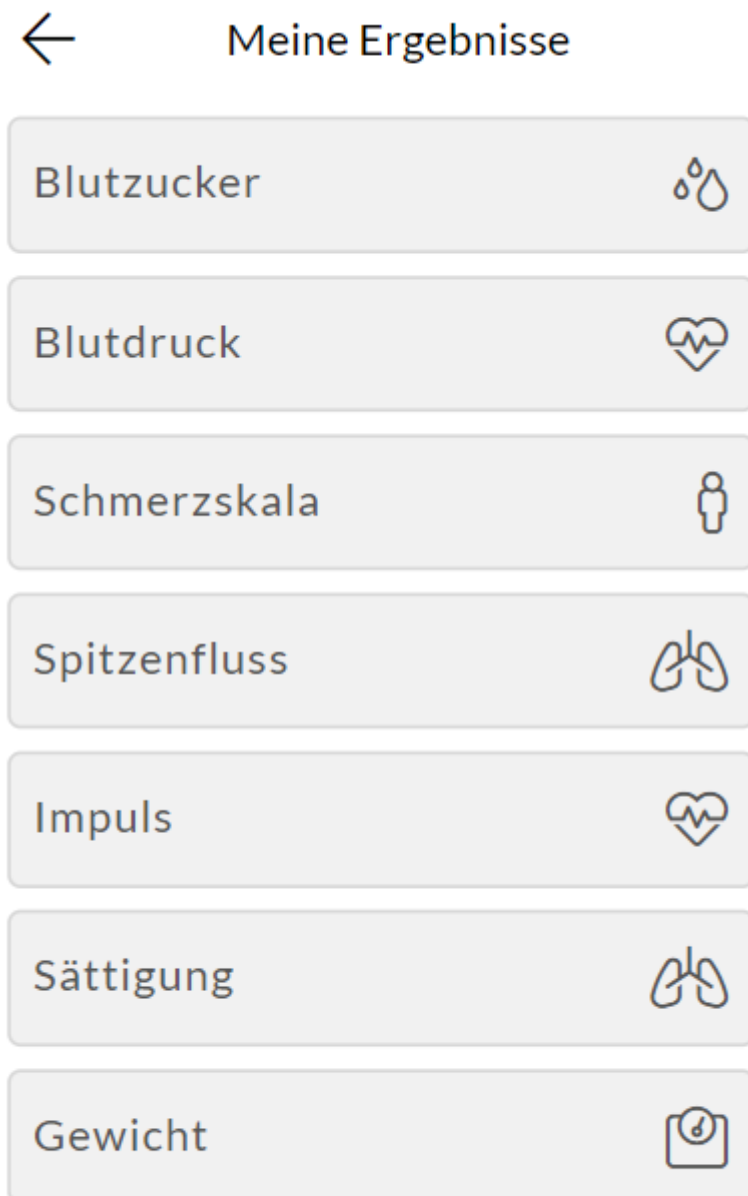 Meine Ergebnisse
Blutzucker
Blutdruck
Schmerzskala
Spitzenfluss
Impuls
Sättigung
Gewicht